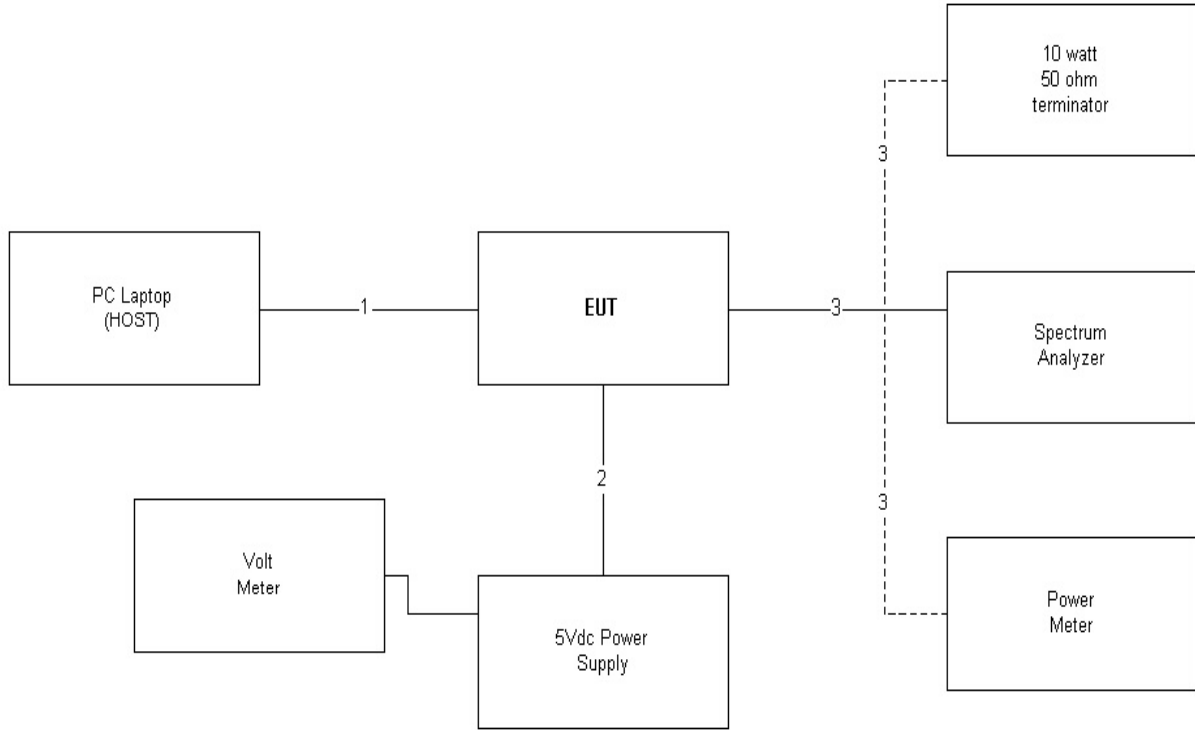 10 watt
50 ohm
terminator
3
PC Laptop
(HOST)
1
EUT
3
Spectrum
Analyzer
2
3
Volt
Meter
5Vdc Power
Supply
Power
Meter